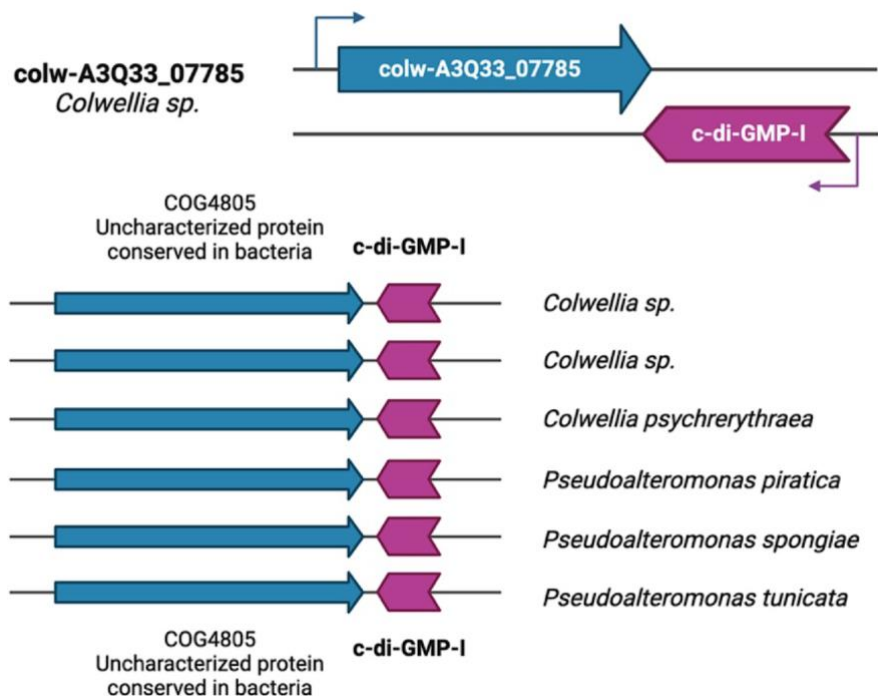 colw-A3Q33_07785
Colwellia sp.
colw-A3Q33_07785
c-di-GMP-I
COG4805
Uncharacterized protein
conserved in bacteria
c-di-GMP-I
Colwellia sp.
Colwellia sp.
Colwellia psychrerythraea
Pseudoalteromonas piratica
Pseudoalteromonas spongiae
Pseudoalteromonas tunicata
COG4805
Uncharacterized protein
conserved in bacteria
c-di-GMP-I